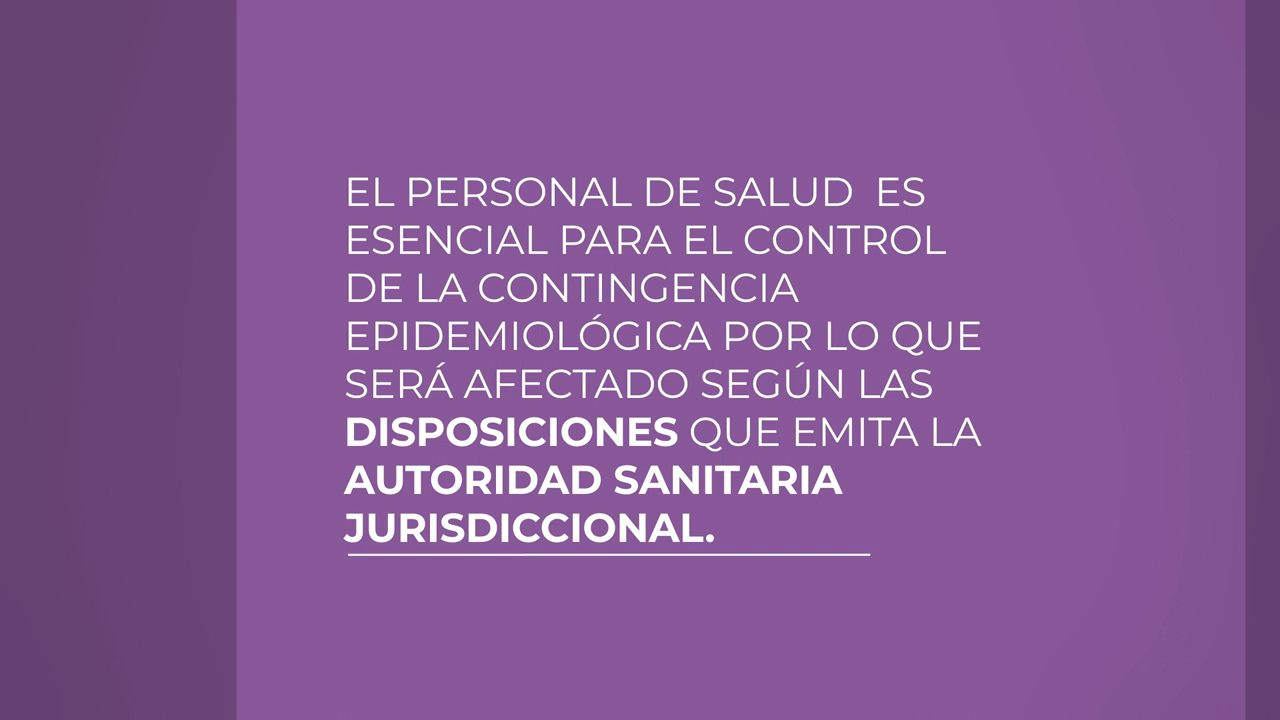 EL PERSONAL DE SALUD  ES
ESENCIAL PARA EL CONTROL
DE LA CONTINGENCIA
EPIDEMIOLÓGICA POR LO QUE
SERÁ AFECTADO SEGÚN LAS
DISPOSICIONES QUE EMITA LA
AUTORIDAD SANITARIA
JURISDICCIONAL.